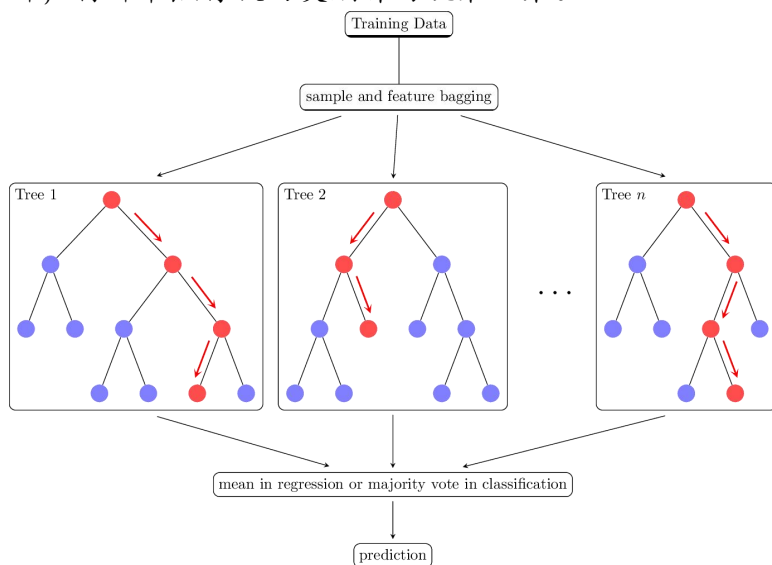 Training Data
sample and feature bagging
Tree 1
Tree 2
Tree n
...
mean in regression or majority vote in classification
prediction